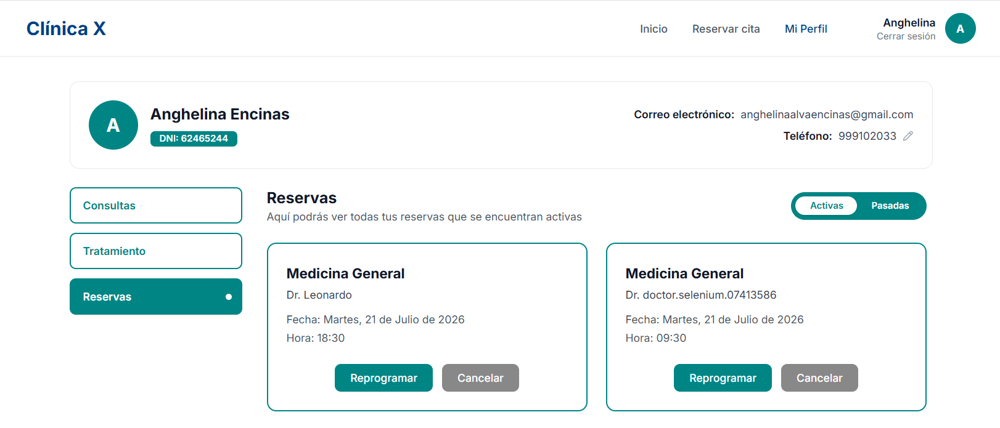 Clínica X
Inicio
Reservar cita
Mi Perfil
Anghelina
Cerrar sesión
A
A
Anghelina Encinas
DNI: 62465244
Correo electrónico: anghelinaalvaencinas@gmail.com
Teléfono: 999102033
Consultas
Tratamiento
Reservas
Reservas
Aquí podrás ver todas tus reservas que se encuentran activas
Activas
Pasadas
Medicina General
Dr. Leonardo
Fecha: Martes, 21 de Julio de 2026
Hora: 18:30
Reprogramar
Cancelar
Medicina General
Dr. doctor.selenium.07413586
Fecha: Martes, 21 de Julio de 2026
Hora: 09:30
Reprogramar
Cancelar